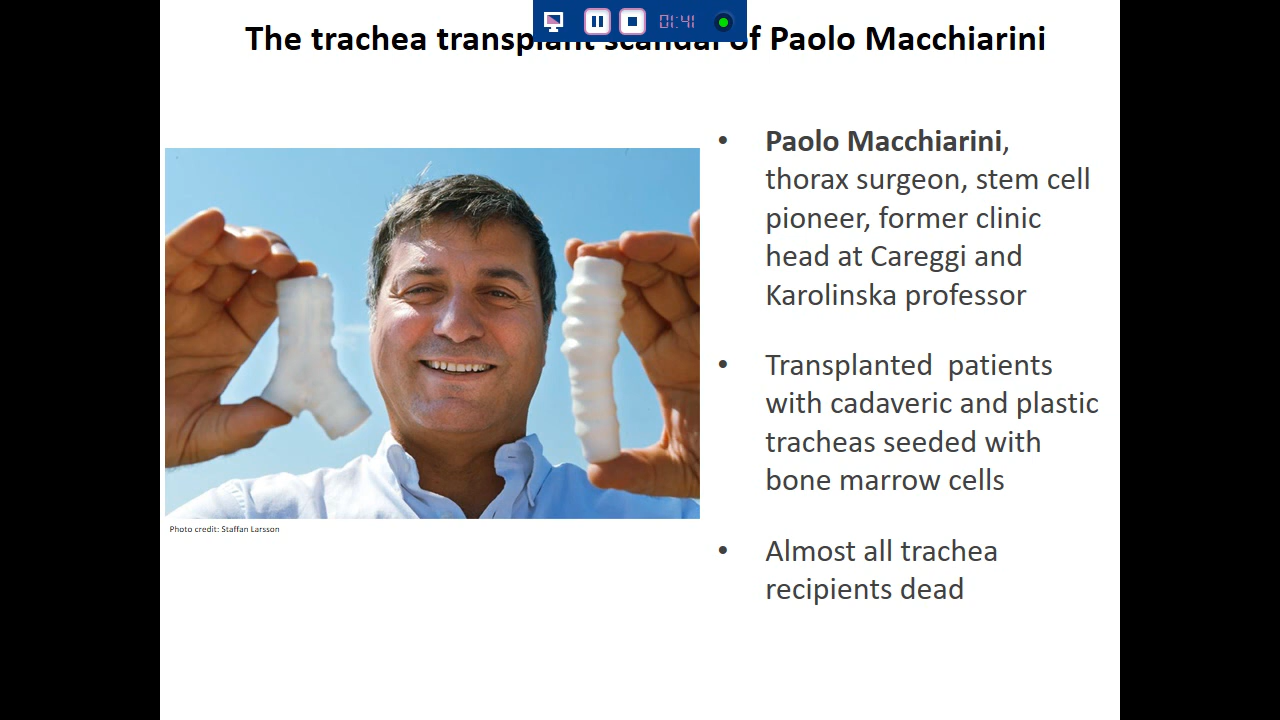 01:41
The trachea transplant scandal of Paolo Macchiarini
• Paolo Macchiarini,
thorax surgeon, stem cell
pioneer, former clinic
head at Careggi and
Karolinska professor
• Transplanted patients
with cadaveric and plastic
tracheas seeded with
bone marrow cells
• Almost all trachea
recipients dead
Photo credit: Staffan Larsson